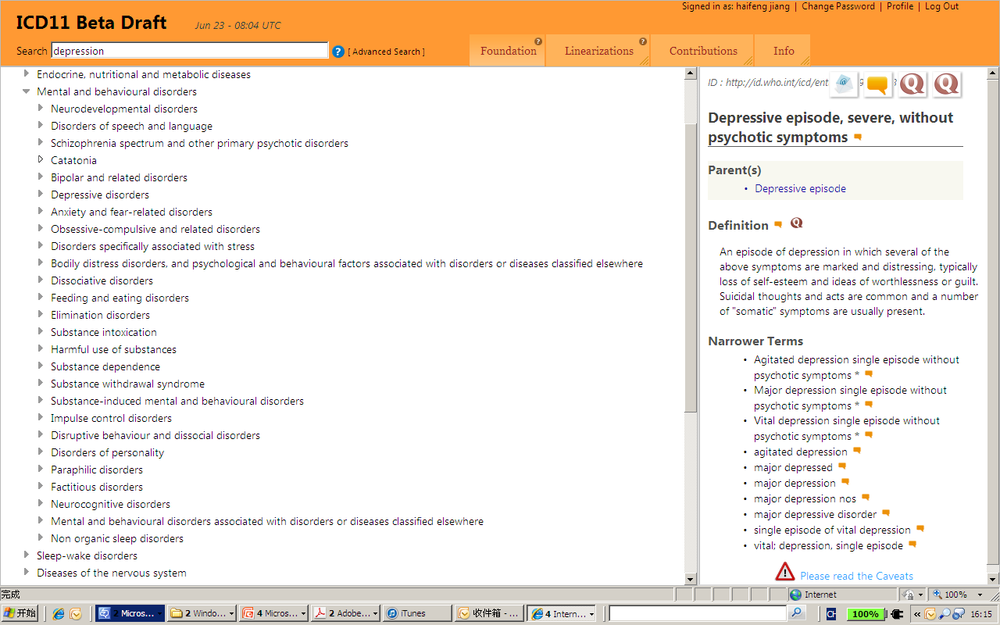 Signed in as: haifeng jiang | Change Password | Profile | Log Out
ICD11 Beta Draft
Jun 23 - 08:04 UTC
Search depression ? [ Advanced Search ]
Foundation ? Linearizations ? Contributions Info
Endocrine, nutritional and metabolic diseases
Mental and behavioural disorders
Neurodevelopmental disorders
Disorders of speech and language
Schizophrenia spectrum and other primary psychotic disorders
Catatonia
Bipolar and related disorders
Depressive disorders
Anxiety and fear-related disorders
Obsessive-compulsive and related disorders
Disorders specifically associated with stress
Bodily distress disorders, and psychological and behavioural factors associated with disorders or diseases classified elsewhere
Dissociative disorders
Feeding and eating disorders
Elimination disorders
Substance intoxication
Harmful use of substances
Substance dependence
Substance withdrawal syndrome
Substance-induced mental and behavioural disorders
Impulse control disorders
Disruptive behaviour and dissocial disorders
Disorders of personality
Paraphilic disorders
Factitious disorders
Neurocognitive disorders
Mental and behavioural disorders associated with disorders or diseases classified elsewhere
Non organic sleep disorders
Sleep-wake disorders
Diseases of the nervous system
ID : http://id.who.int/icd/ent
Q Q
Depressive episode, severe, without
psychotic symptoms
Parent(s)
• Depressive episode
Definition Q
An episode of depression in which several of the
above symptoms are marked and distressing, typically
loss of self-esteem and ideas of worthlessness or guilt.
Suicidal thoughts and acts are common and a number
of "somatic" symptoms are usually present.
Narrower Terms
• Agitated depression single episode without
psychotic symptoms *
• Major depression single episode without
psychotic symptoms *
• Vital depression single episode without
psychotic symptoms *
• agitated depression
• major depressed
• major depression
• major depression nos
• major depressive disorder
• single episode of vital depression
• vital; depression, single episode
Please read the Caveats
完成 Internet 100%
开始 2 Micros... 2 Windo... 4 Micros... 2 Adobe... iTunes 收件箱 - ... 4 Intern... CH 100% « 16:15